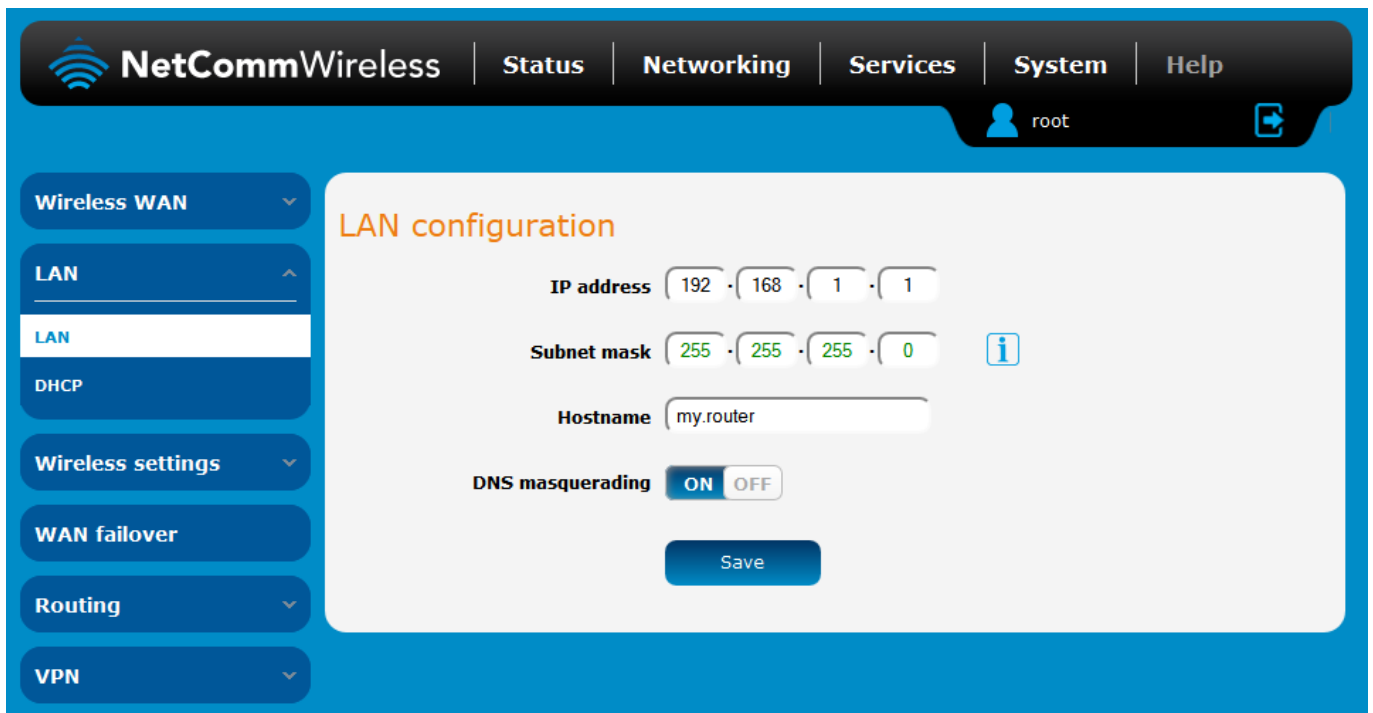 NetCommWireless Status Networking Services System Help
root
Wireless WAN
LAN
LAN
DHCP
Wireless settings
WAN failover
Routing
VPN
LAN configuration
IP address 192 · 168 · 1 · 1
Subnet mask 255 · 255 · 255 · 0 i
Hostname my.router
DNS masquerading ON OFF
Save